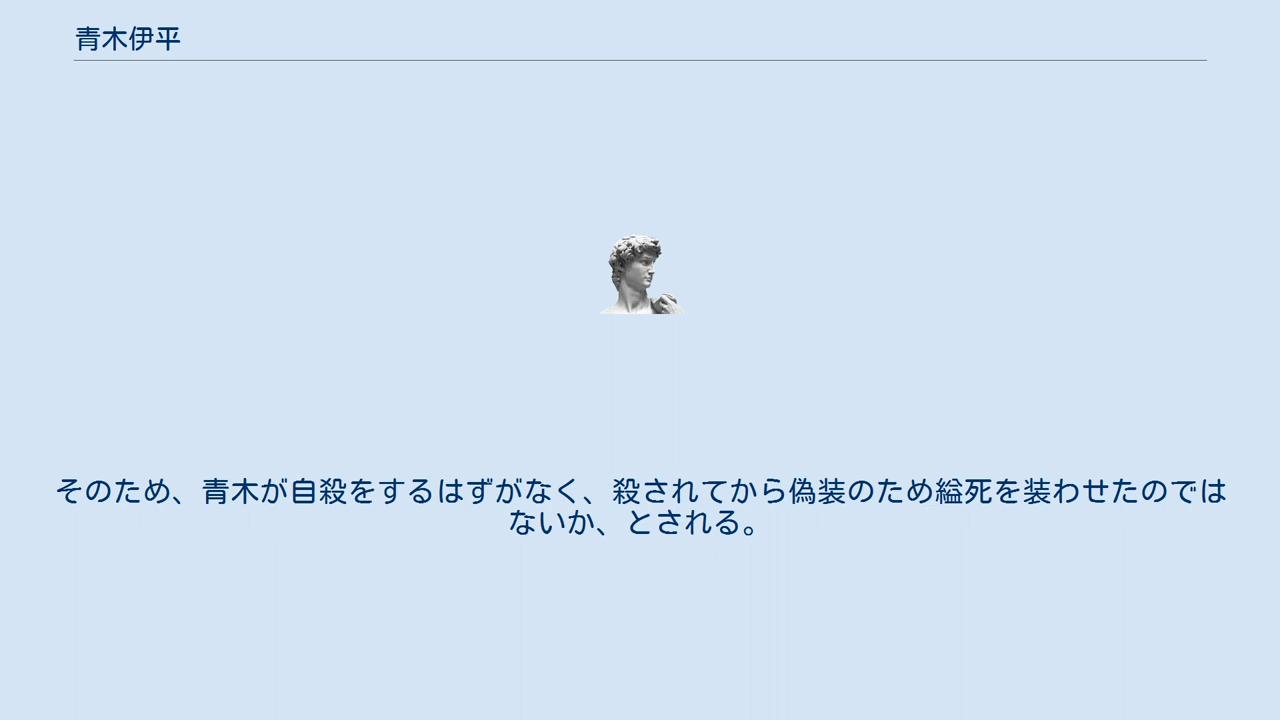 青木伊平
そのため、青木が自殺をするはずがなく、殺されてから偽装のため縊死を装わせたのでは
ないか、とされる。